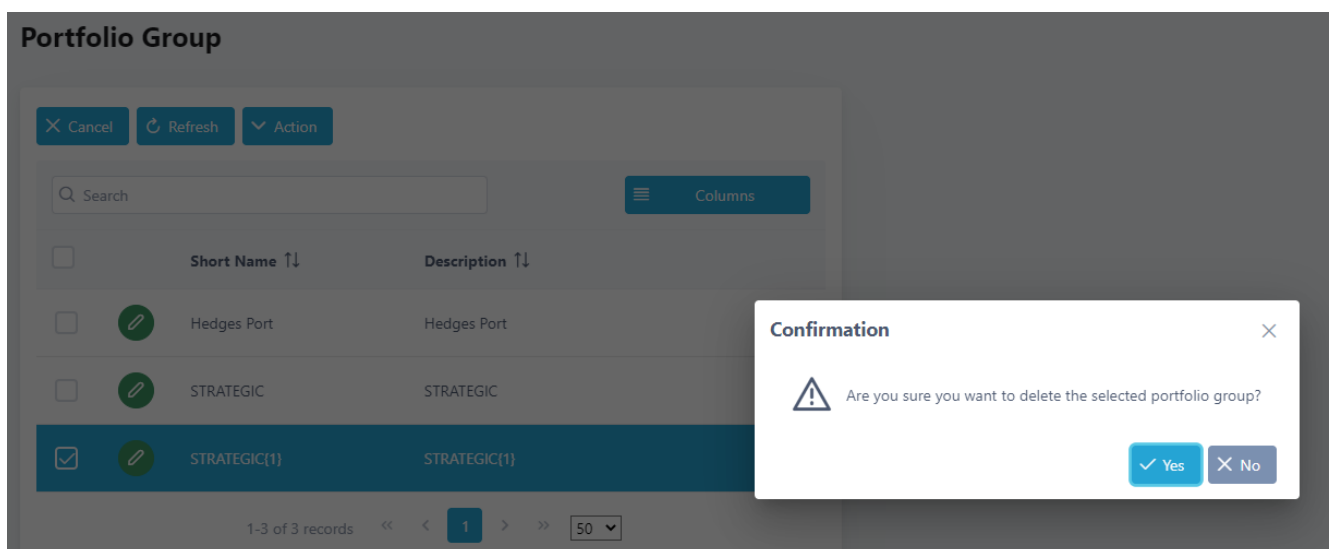 Portfolio Group
Cancel Refresh Action
Search Columns
Short Name Description
Hedges Port Hedges Port
STRATEGIC STRATEGIC
STRATEGIC{1} STRATEGIC{1}
1-3 of 3 records << < 1 > >> 50
Confirmation
Are you sure you want to delete the selected portfolio group?
Yes No